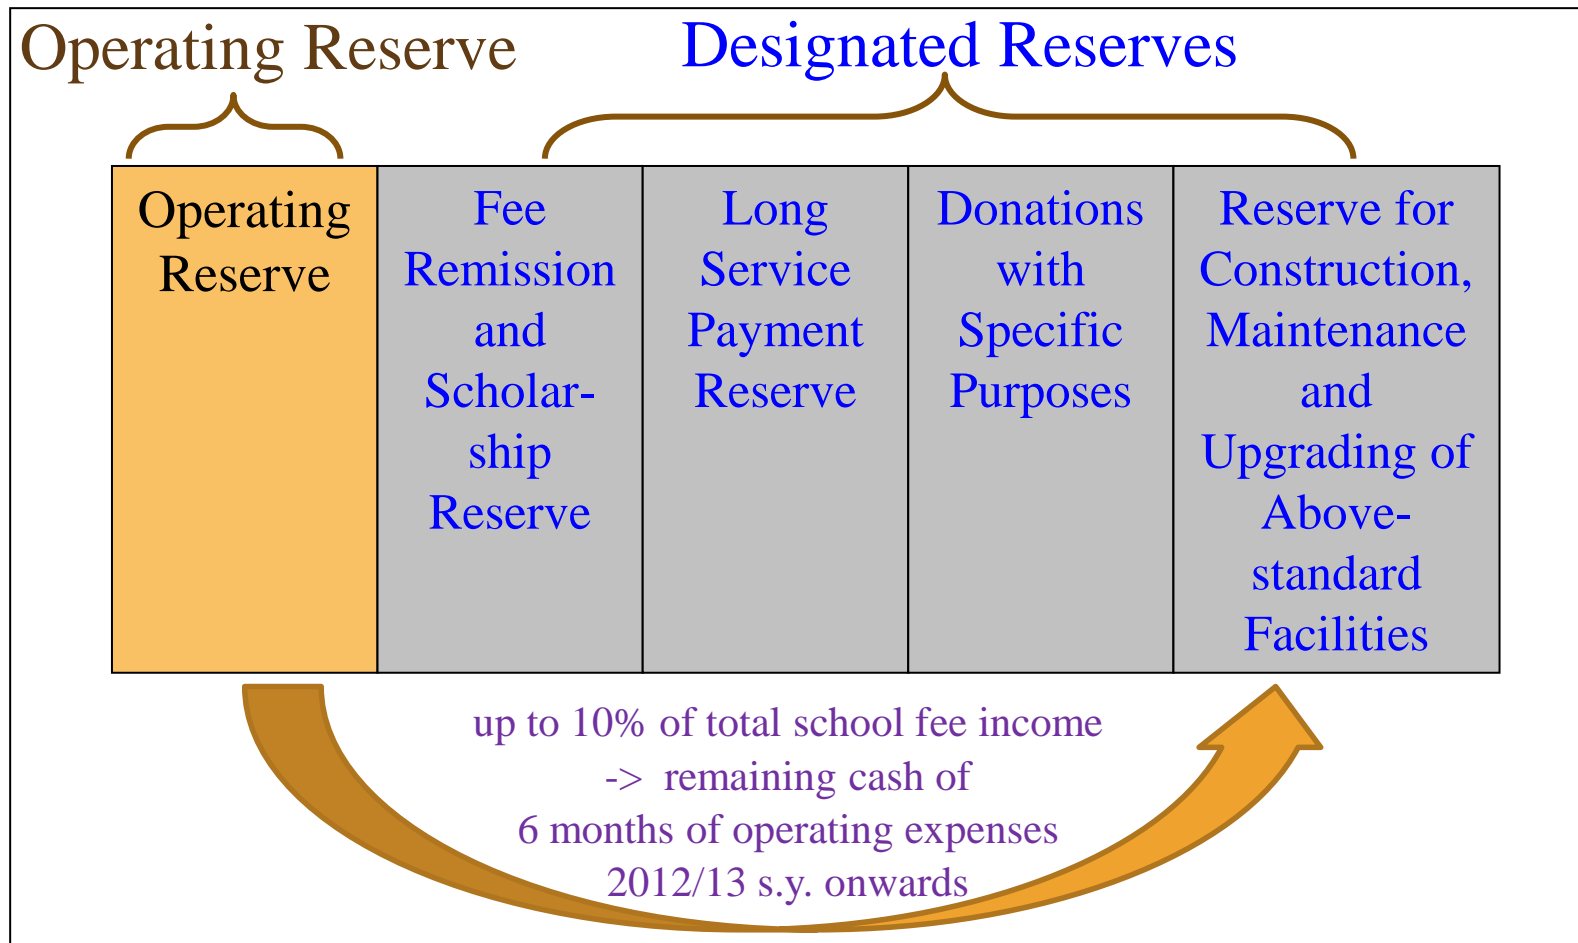 Operating Reserve
Designated Reserves
Operating
Reserve
Fee
Remission
and
Scholar-
ship
Reserve
Long
Service
Payment
Reserve
Donations
with
Specific
Purposes
Reserve for
Construction,
Maintenance
and
Upgrading of
Above-
standard
Facilities
up to 10% of total school fee income
-> remaining cash of
6 months of operating expenses
2012/13 s.y. onwards